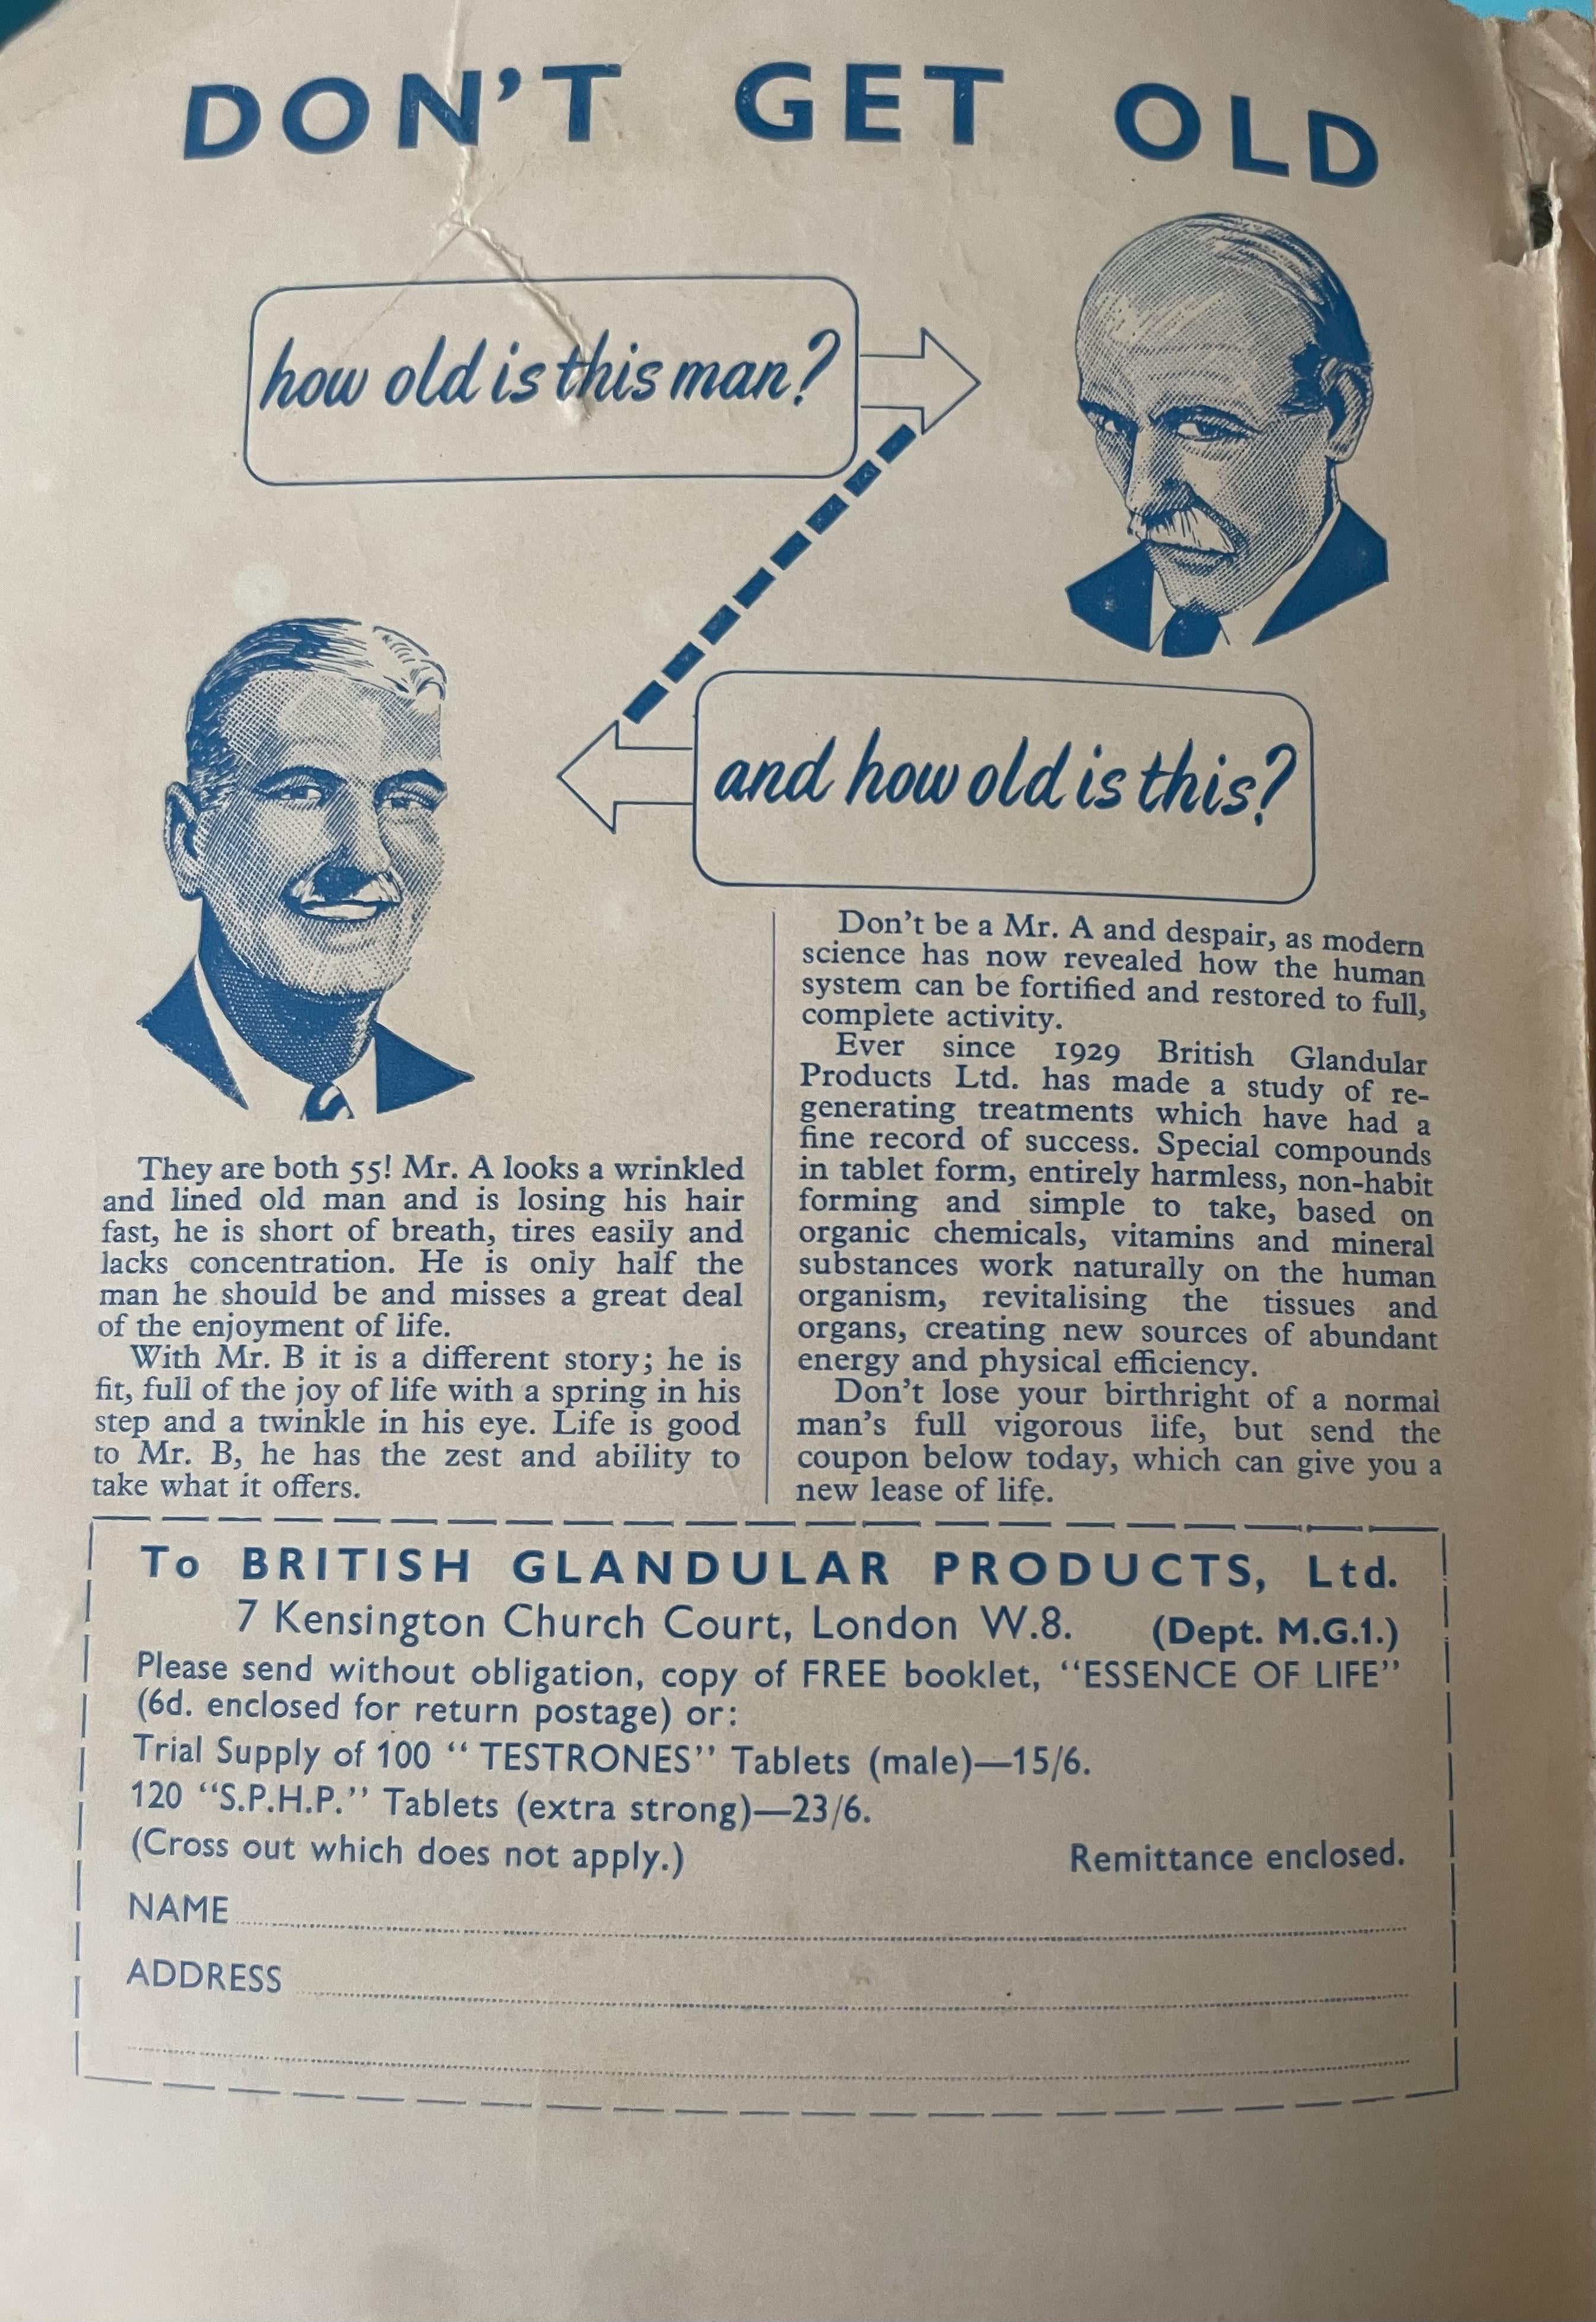 DON'T GET OLD
how old is this man?
and how old is this?
They are both 55! Mr. A looks a wrinkled
and lined old man and is losing his hair
fast, he is short of breath, tires easily and
lacks concentration. He is only half the
man he should be and misses a great deal
of the enjoyment of life.
With Mr. B it is a different story; he is
fit, full of the joy of life with a spring in his
step and a twinkle in his eye. Life is good
to Mr. B, he has the zest and ability to
take what it offers.
Don't be a Mr. A and despair, as modern
science has now revealed how the human
system can be fortified and restored to full,
complete activity.
Ever since 1929 British Glandular
Products Ltd. has made a study of re-
generating treatments which have had a
fine record of success. Special compounds
in tablet form, entirely harmless, non-habit
forming and simple to take, based on
organic chemicals, vitamins and mineral
substances work naturally on the human
organism, revitalising the tissues and
organs, creating new sources of abundant
energy and physical efficiency.
Don't lose your birthright of a normal
man's full vigorous life, but send the
coupon below today, which can give you a
new lease of life.
To BRITISH GLANDULAR PRODUCTS, Ltd.
7 Kensington Church Court, London W.8. (Dept. M.G.1.)
Please send without obligation, copy of FREE booklet, "ESSENCE OF LIFE"
(6d. enclosed for return postage) or:
Trial Supply of 100 "TESTRONES" Tablets (male)—15/6.
120 "S.P.H.P." Tablets (extra strong)—23/6.
(Cross out which does not apply.) Remittance enclosed.
NAME
ADDRESS